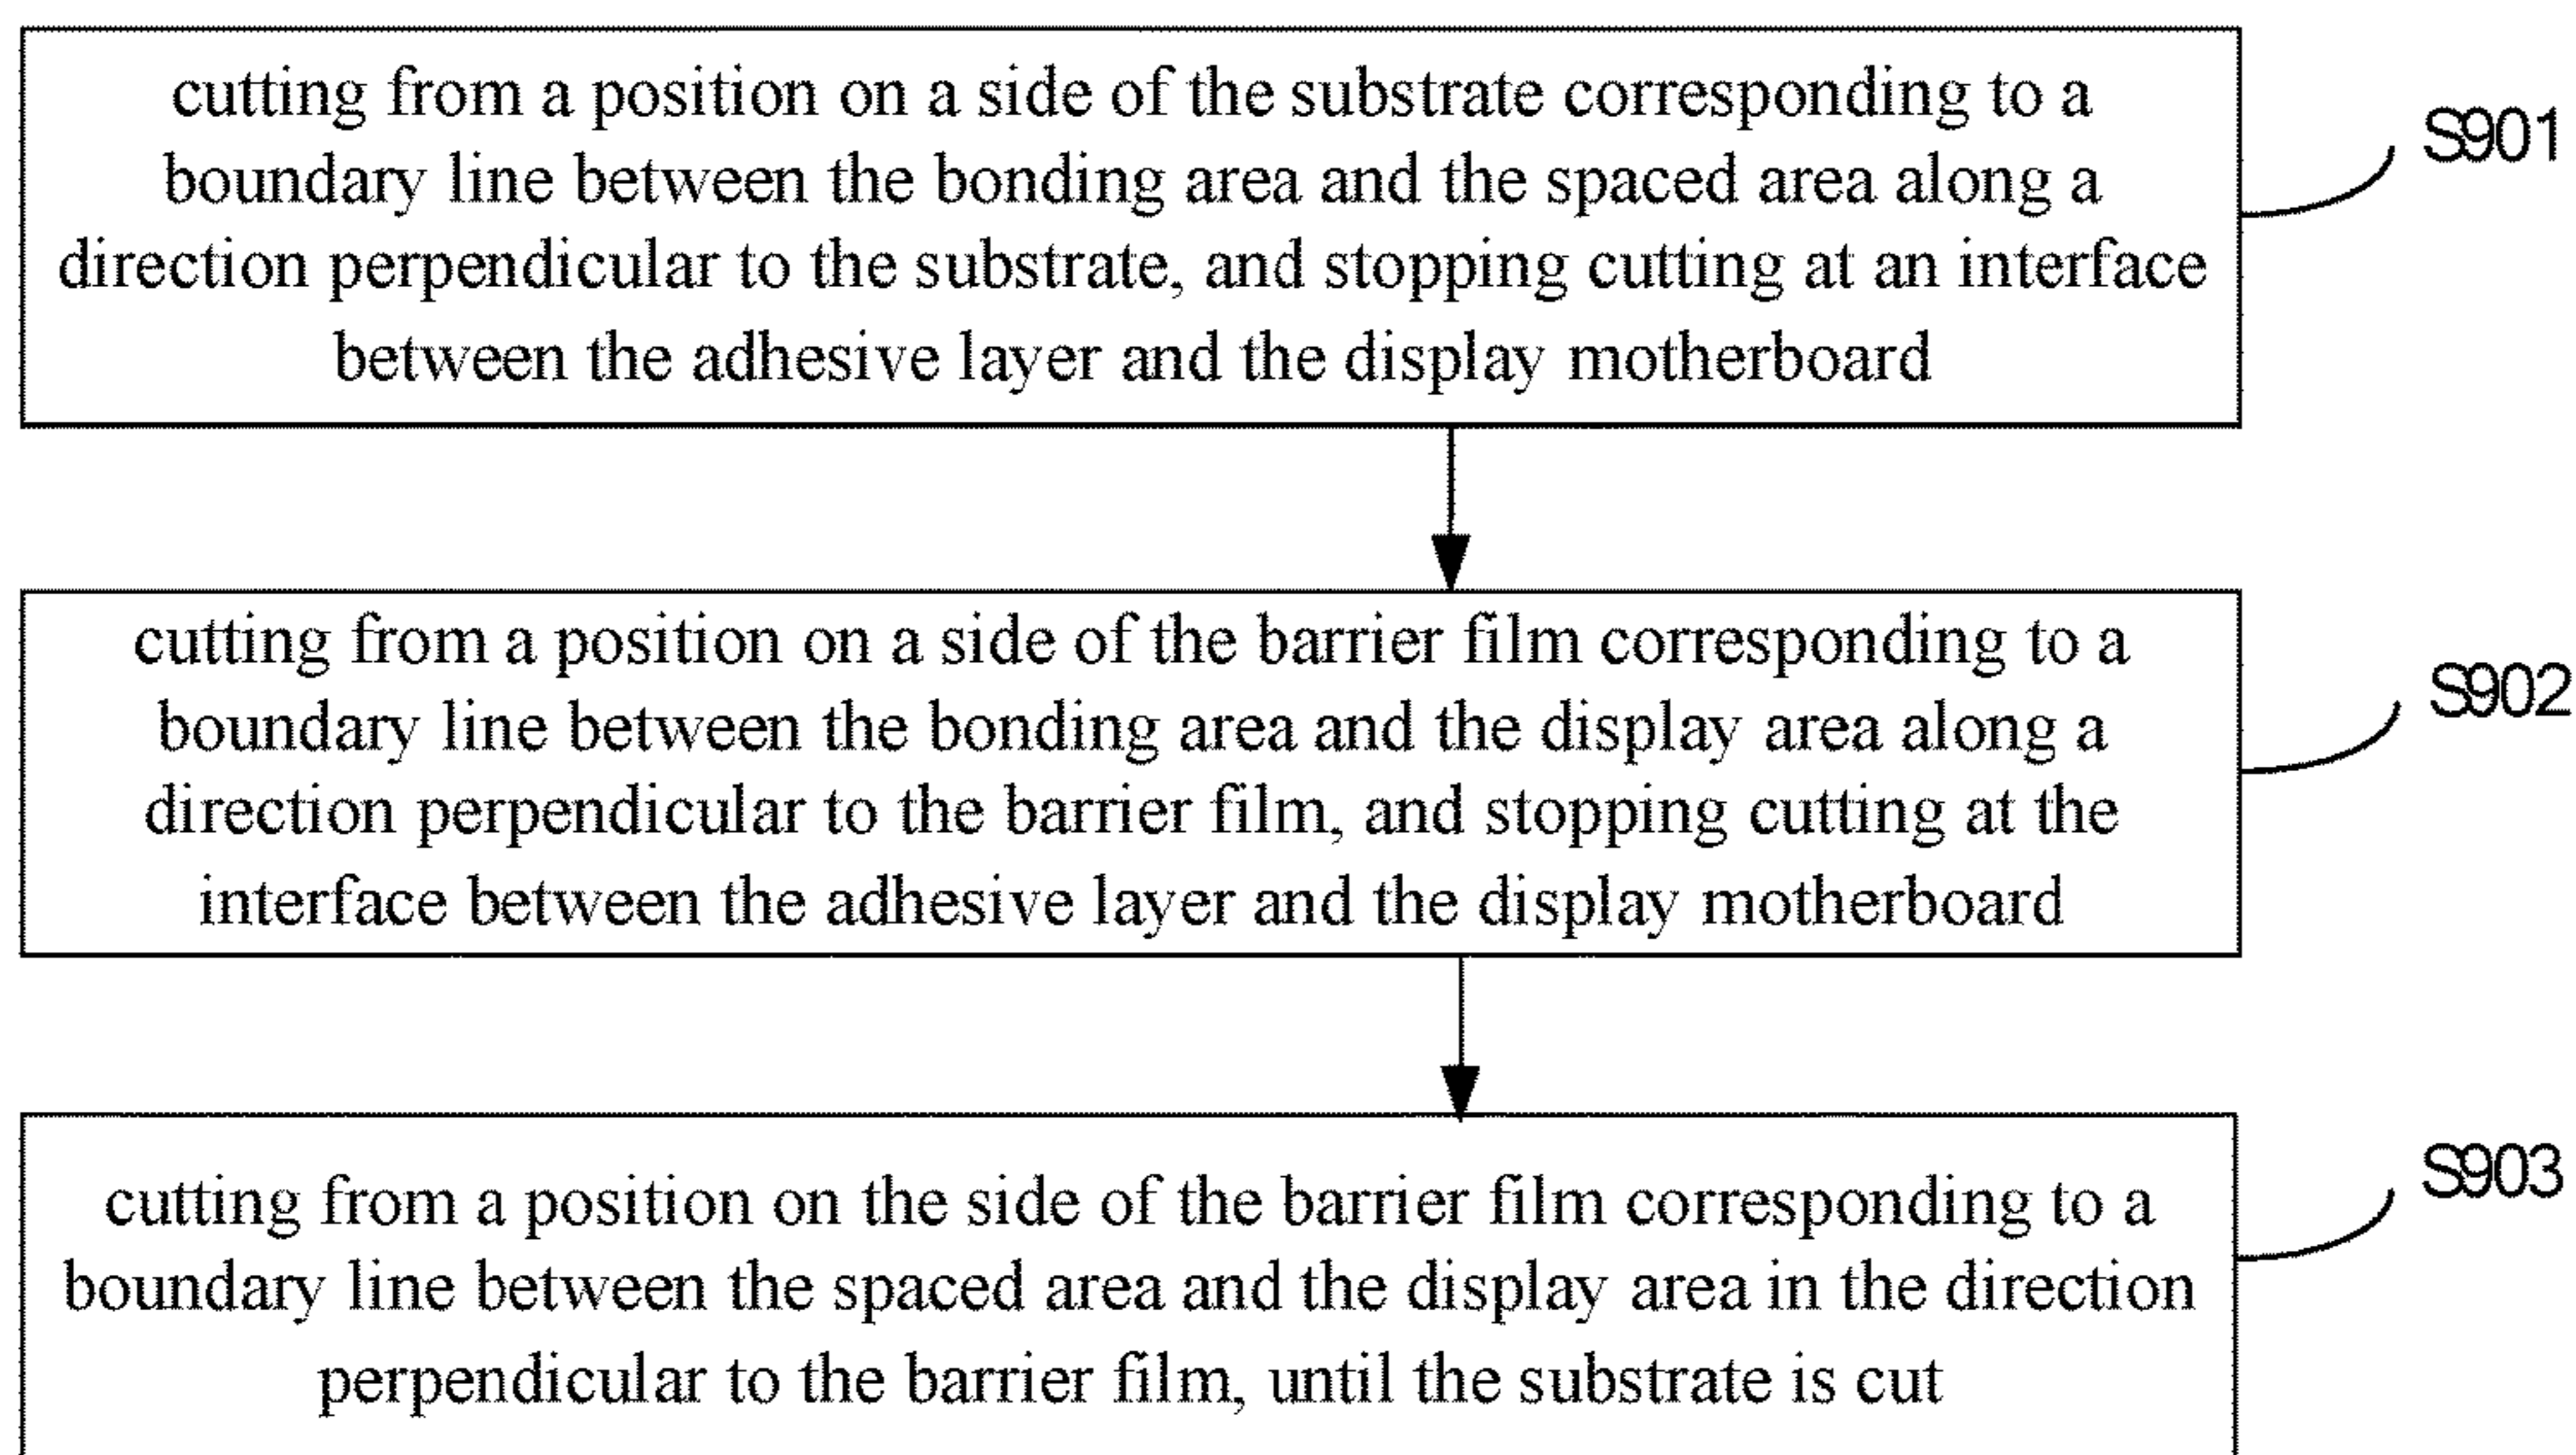 cutting from a position on a side of the substrate corresponding to a
boundary line between the bonding area and the spaced area along a
direction perpendicular to the substrate, and stopping cutting at an interface
between the adhesive layer and the display motherboard
S901
cutting from a position on a side of the barrier film corresponding to a
boundary line between the bonding area and the display area along a
direction perpendicular to the barrier film, and stopping cutting at the
interface between the adhesive layer and the display motherboard
S902
cutting from a position on the side of the barrier film corresponding to a
boundary line between the spaced area and the display area in the direction
perpendicular to the barrier film, until the substrate is cut
S903